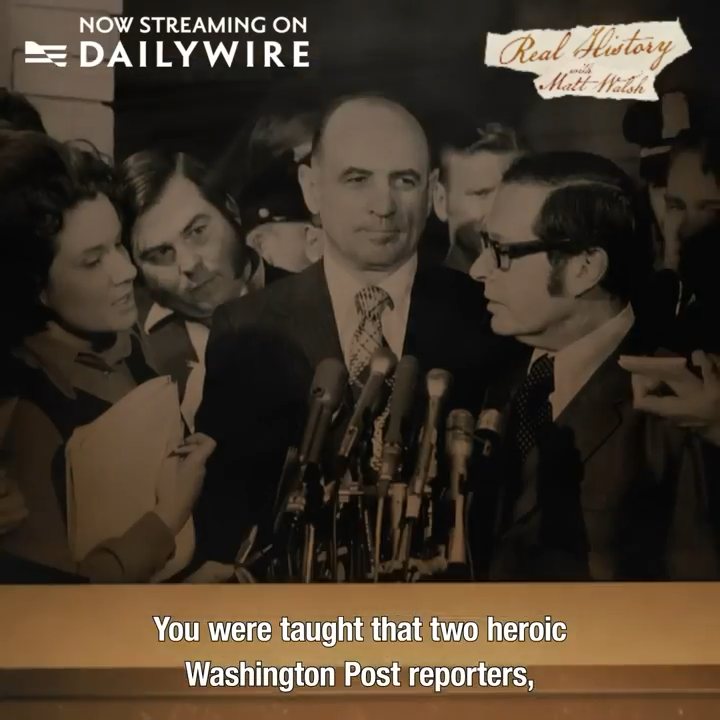 NOW STREAMING ON
DAILYWIRE
Real History
with
Matt Walsh
You were taught that two heroic
Washington Post reporters,